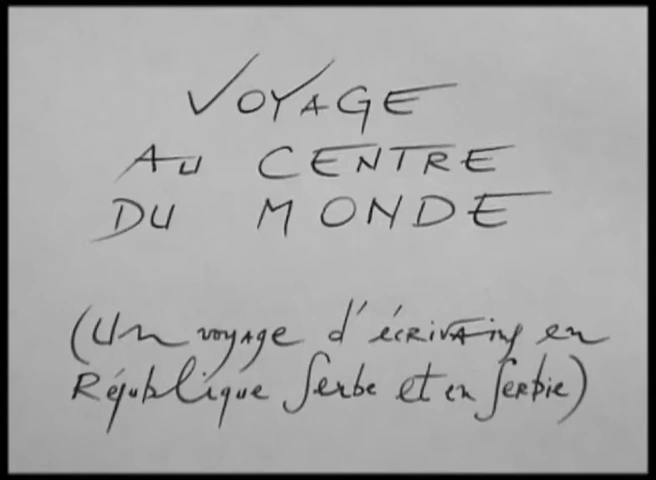 VOYAGE
AU CENTRE
DU MONDE
(Un voyage d'écrivains en
République Serbe et en Serbie)